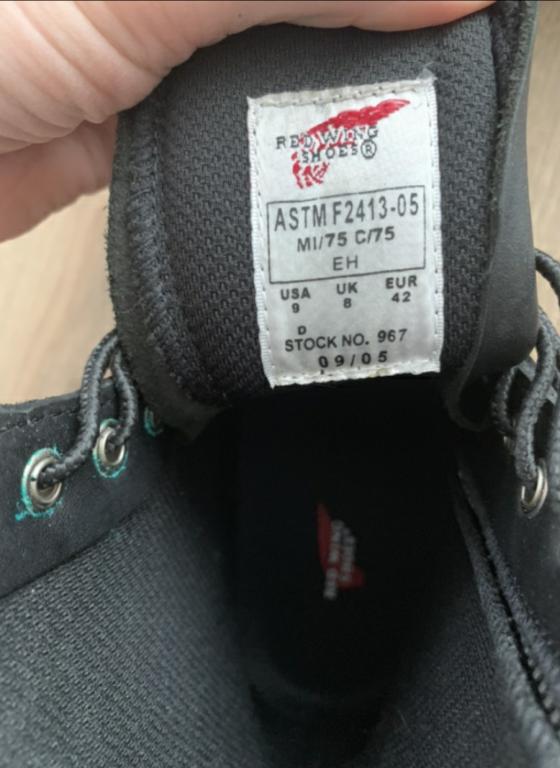 RED WING
SHOES®
ASTM F2413-05
MI/75 C/75
EH
USA UK EUR
9 8 42
D
STOCK NO. 967
09/05